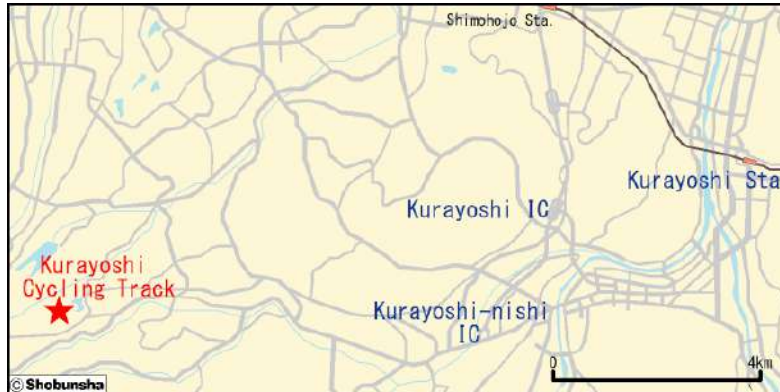 Shimohojo Sta.
Kurayoshi Sta
Kurayoshi IC
Kurayoshi
Cycling Track
Kurayoshi-nishi
IC
0 4km
© Shobunsha